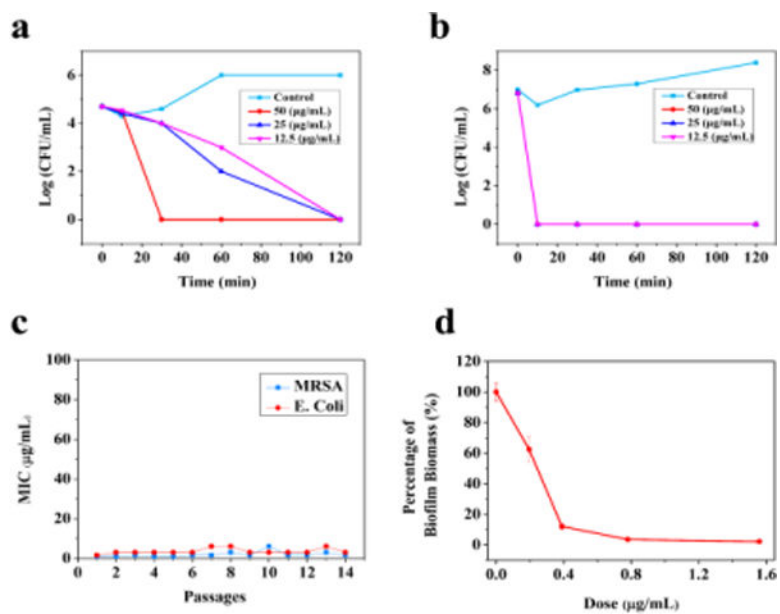 a
6
4
2
0
Log (CFU/mL)
Control
50 (μg/mL)
25 (μg/mL)
12.5 (μg/mL)
0 20 40 60 80 100 120
Time (min)
b
8
6
4
2
0
Log (CFU/mL)
Control
50 (μg/mL)
25 (μg/mL)
12.5 (μg/mL)
0 20 40 60 80 100 120
Time (min)
c
100
80
60
40
20
0
MIC (μg/mL)
MRSA
E. Coli
0 2 4 6 8 10 12 14
Passages
d
120
100
80
60
40
20
0
Percentage of
Biofilm Biomass (%)
0.0 0.4 0.8 1.2 1.6
Dose (μg/mL)